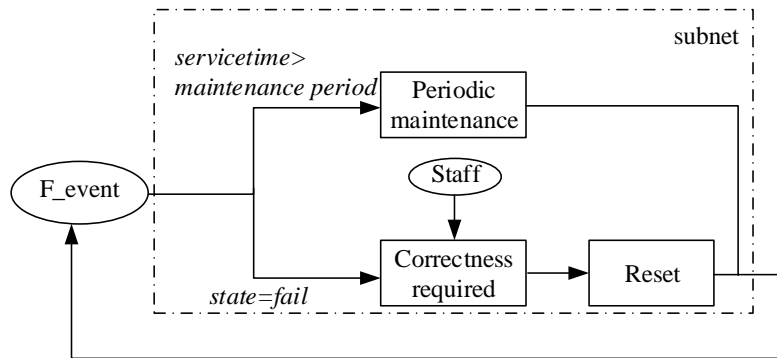 subnet
servicetime>
maintenance period
Periodic
maintenance
F_event
Staff
Correctness
required
Reset
state=fail